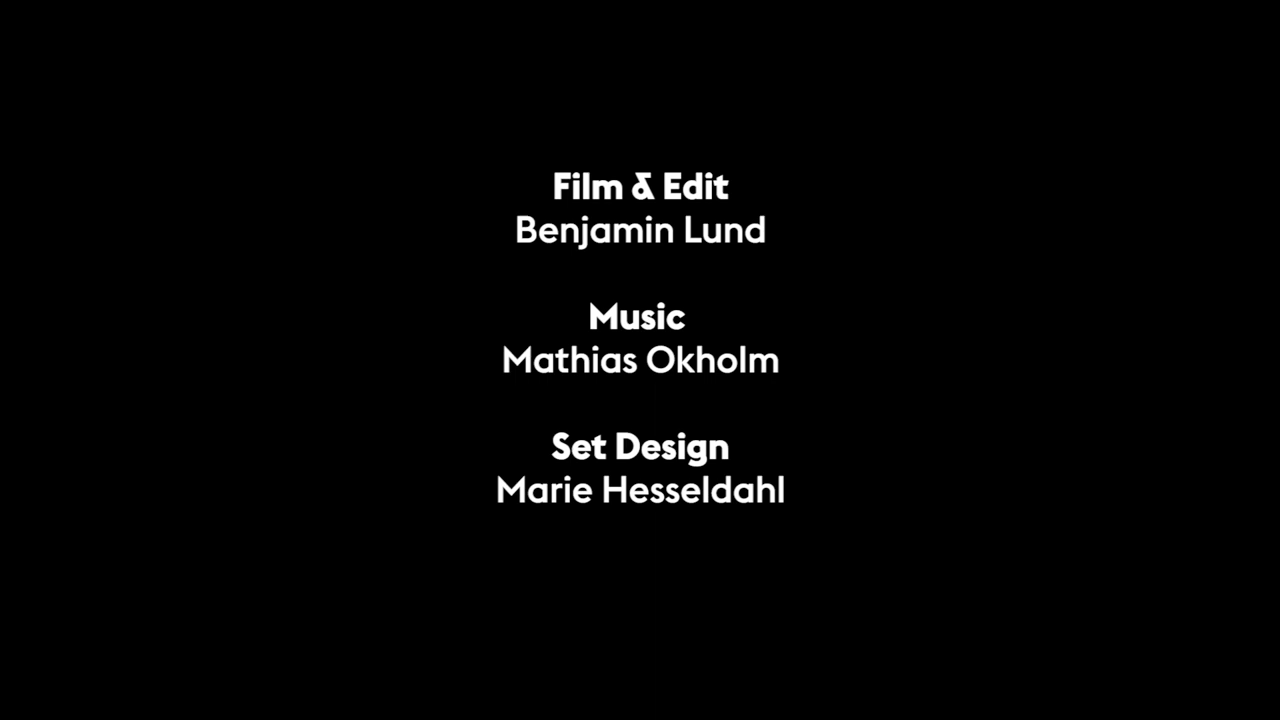 Film & Edit
Benjamin Lund
Music
Mathias Okholm
Set Design
Marie Hesseldahl